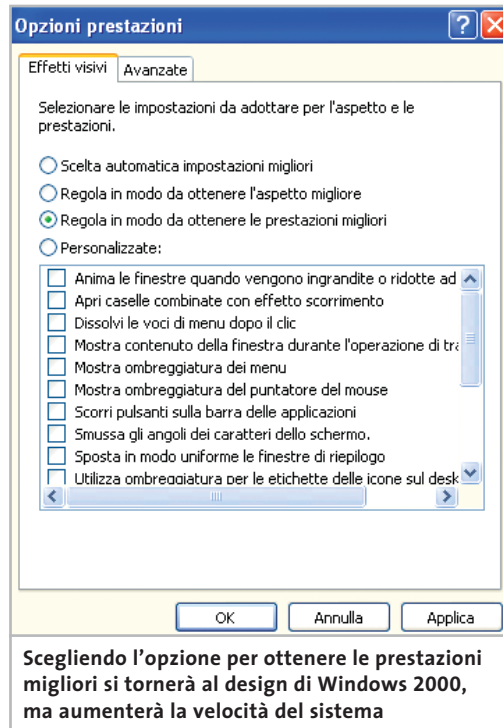 Opzioni prestazioni
Effetti visivi
Avanzate
Selezionare le impostazioni da adottare per l'aspetto e le
prestazioni.
Scelta automatica impostazioni migliori
Regola in modo da ottenere l'aspetto migliore
Regola in modo da ottenere le prestazioni migliori
Personalizzate:
Anima le finestre quando vengono ingrandite o ridotte ad
Apri caselle combinate con effetto scorrimento
Dissolvi le voci di menu dopo il clic
Mostra contenuto della finestra durante l'operazione di
Mostra ombreggiatura dei menu
Mostra ombreggiatura del puntatore del mouse
Scorri pulsanti sulla barra delle applicazioni
Smussa gli angoli dei caratteri dello schermo.
Sposta in modo uniforme le finestre di riepilogo
Utilizza ombreggiatura per le etichette delle icone sul desk
OK
Annulla
Applica
Scegliendo l'opzione per ottenere le prestazioni
migliori si tornerà al design di Windows 2000,
ma aumenterà la velocità del sistema